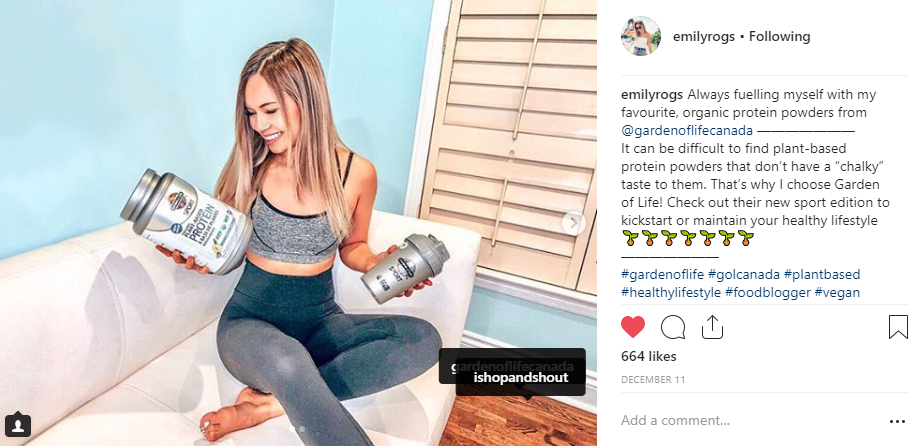 emilyrogs • Following
emilyrogs Always fuelling myself with my
favourite, organic protein powders from
@gardenoflifecanada ———————
It can be difficult to find plant-based
protein powders that don't have a "chalky"
taste to them. That's why I choose Garden
of Life! Check out their new sport edition to
kickstart or maintain your healthy lifestyle
🌱🌱🌱🌱🌱🌱🌱
———————
#gardenoflife #golcanada #plantbased
#healthylifestyle #foodblogger #vegan
664 likes
DECEMBER 11
Add a comment...
SPORT
PROTEIN
SPORT
gardenoflifecanada
ishopandshout